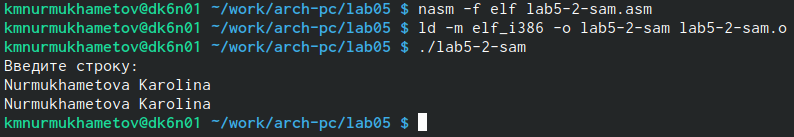 kmnurmukhametov@dk6n01 ~/work/arch-pc/lab05 $ nasm -f elf lab5-2-sam.asm
kmnurmukhametov@dk6n01 ~/work/arch-pc/lab05 $ ld -m elf_i386 -o lab5-2-sam lab5-2-sam.o
kmnurmukhametov@dk6n01 ~/work/arch-pc/lab05 $ ./lab5-2-sam
Введите строку:
Nurmukhametova Karolina
Nurmukhametova Karolina
kmnurmukhametov@dk6n01 ~/work/arch-pc/lab05 $